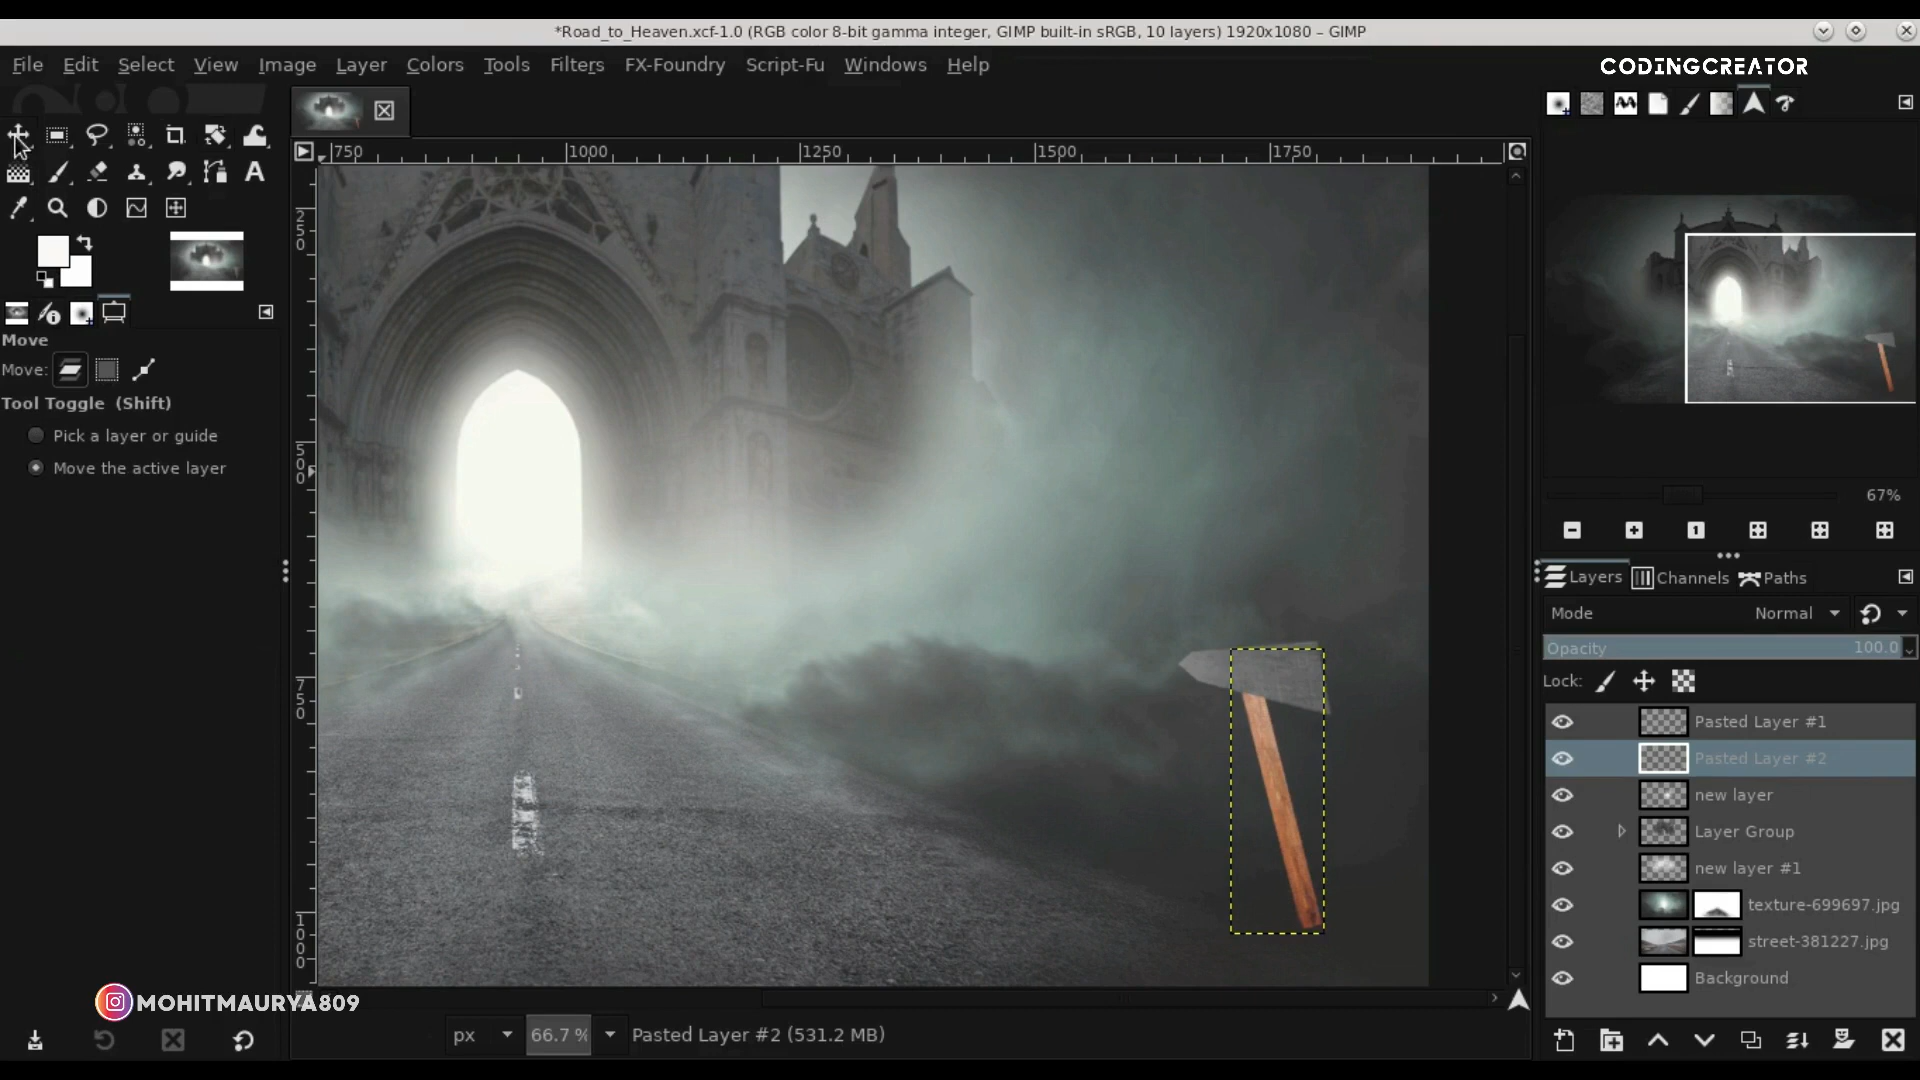 *Road_to_Heaven.xcf-1.0 (RGB color 8-bit gamma integer, GIMP built-in sRGB, 10 layers) 1920x1080 – GIMP
File Edit Select View Image Layer Colors Tools Filters FX-Foundry Script-Fu Windows Help
CODINGCREATOR
750 1000 1250 1500 1750
250
500
750
1000
Move
Move:
Tool Toggle (Shift)
Pick a layer or guide
Move the active layer
67%
Layers Channels Paths
Mode Normal
Opacity 100.0
Lock:
Pasted Layer #1
Pasted Layer #2
new layer
Layer Group
new layer #1
texture-699697.jpg
street-381227.jpg
Background
MOHITMAURYA809
px 66.7 % Pasted Layer #2 (531.2 MB)